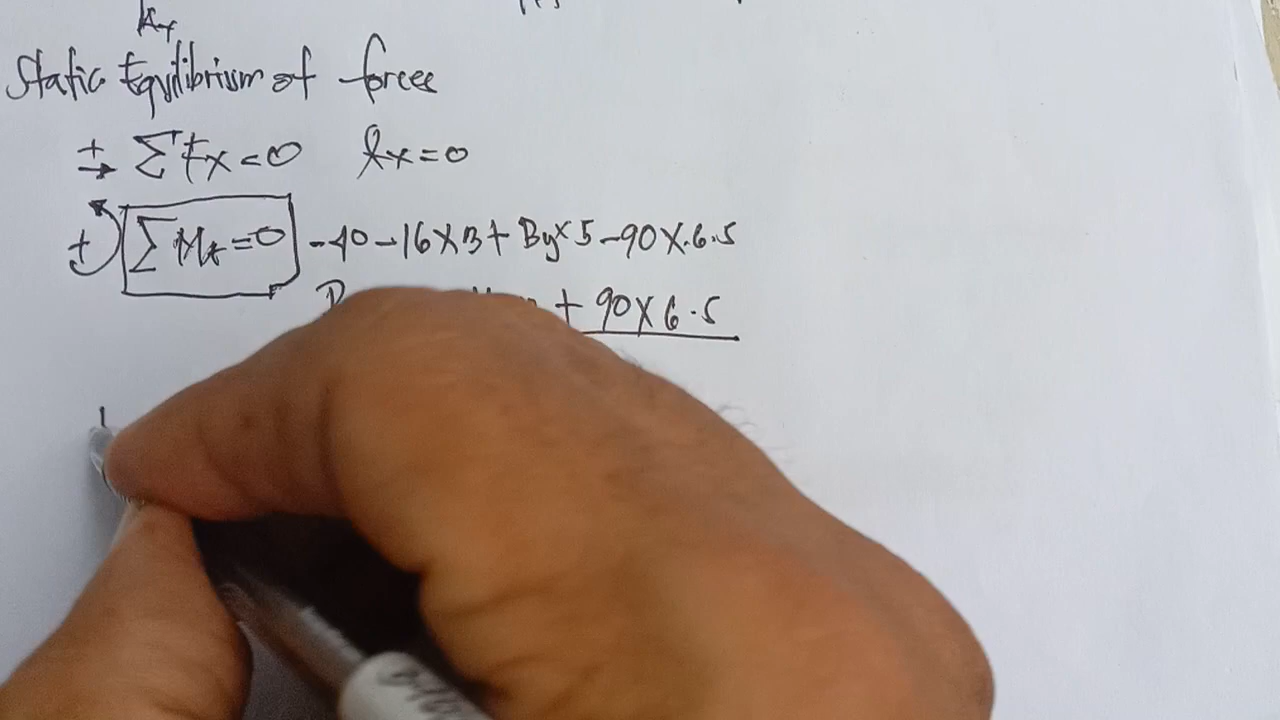 Ay
Static Equilibrium of forces
+ → ΣFx=0 Ax=0
+ ΣMA=0 -40-16×3+By×5-90×6.5
+ 90×6.5